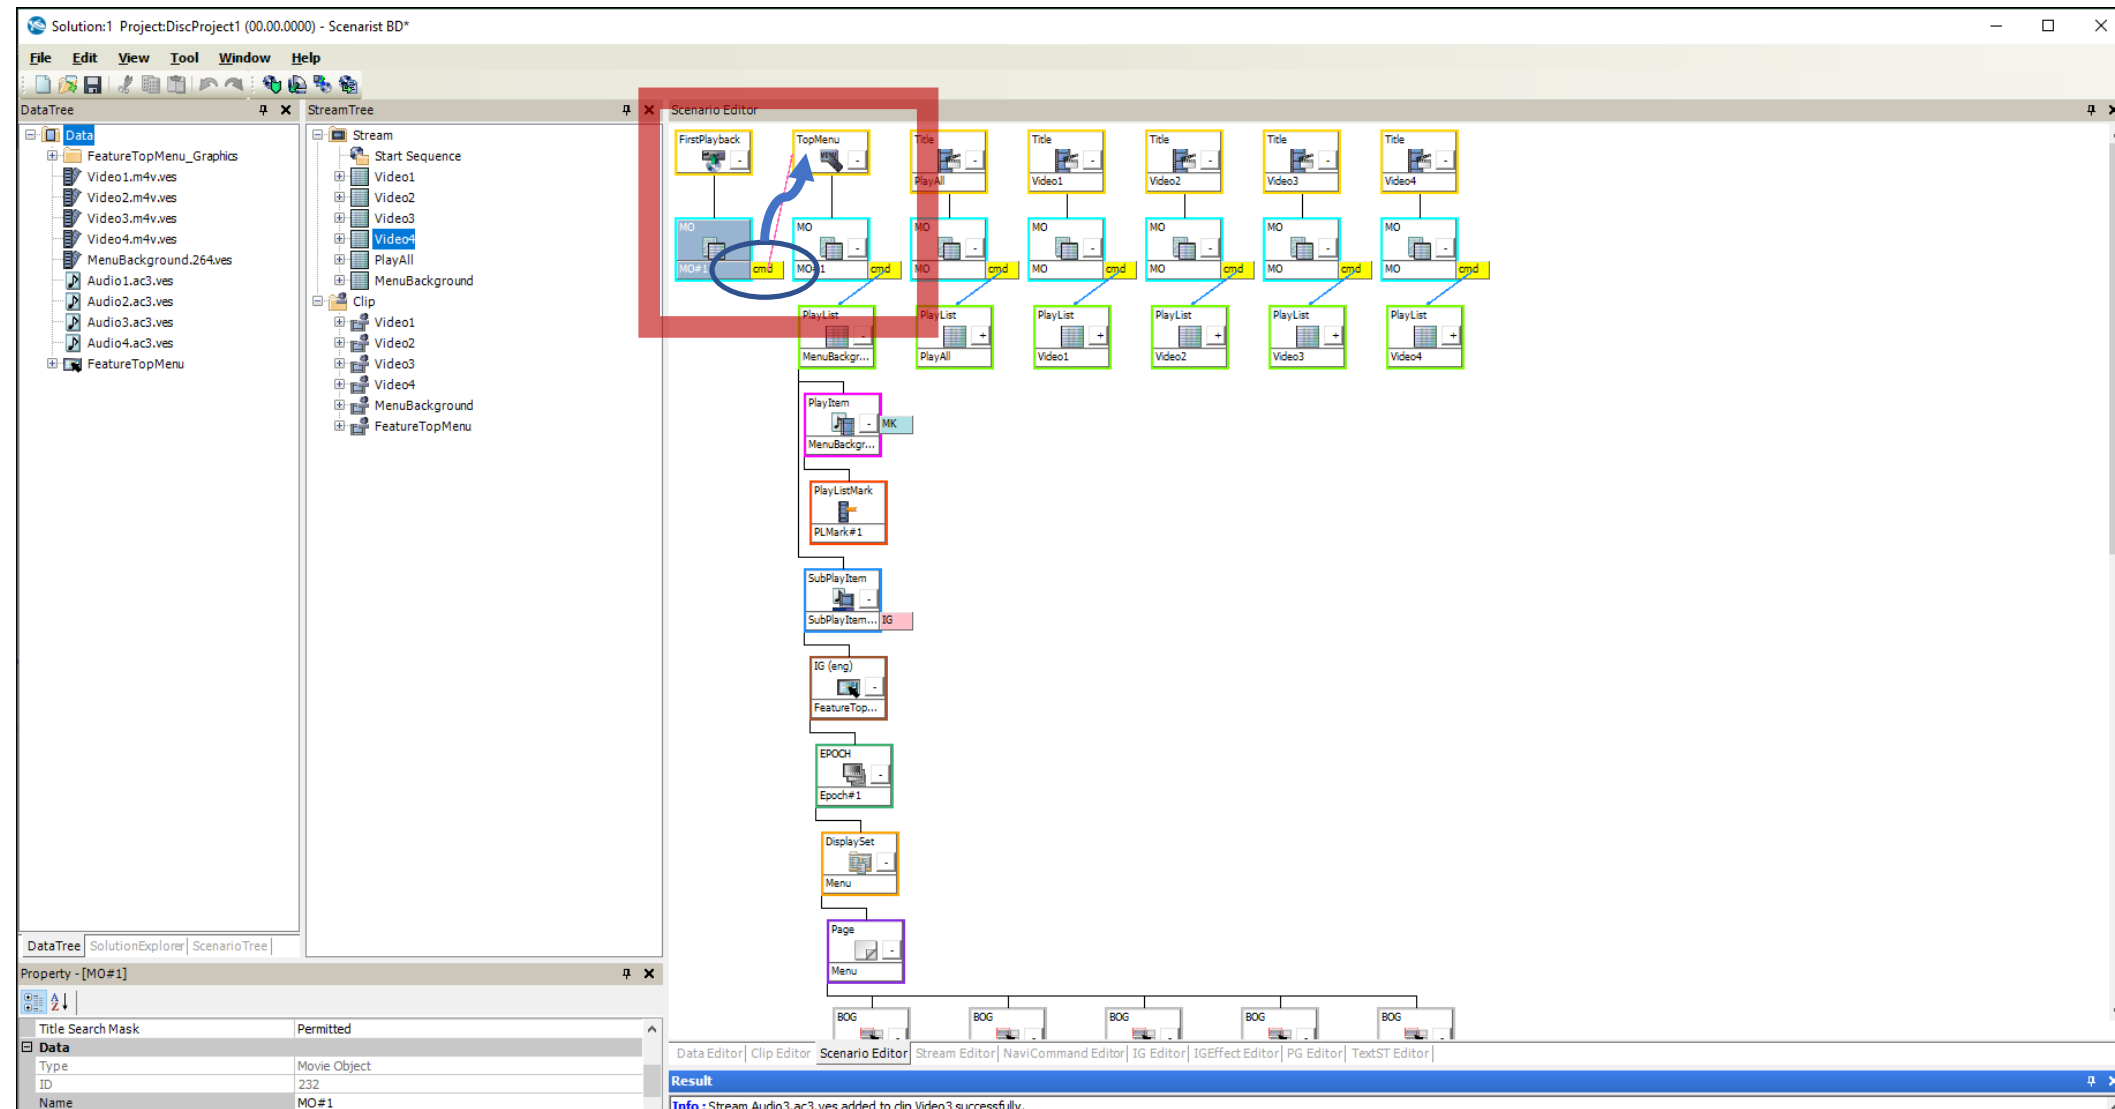 Solution:1 Project:DiscProject1 (00.00.0000) - Scenarist BD*
File Edit View Tool Window Help
DataTree
Data
FeatureTopMenu_Graphics
Video1.m4v.ves
Video2.m4v.ves
Video3.m4v.ves
Video4.m4v.ves
MenuBackground.264.ves
Audio1.ac3.ves
Audio2.ac3.ves
Audio3.ac3.ves
Audio4.ac3.ves
FeatureTopMenu
DataTree SolutionExplorer ScenarioTree
StreamTree
Stream
Start Sequence
Video1
Video2
Video3
Video4
PlayAll
MenuBackground
Clip
Video1
Video2
Video3
Video4
MenuBackground
FeatureTopMenu
Property - [MO#1]
Title Search Mask Permitted
Data
Type Movie Object
ID 232
Name MO#1
Scenario Editor
FirstPlayback TopMenu Title Title Title Title Title
PlayAll Video1 Video2 Video3 Video4
MO MO MO MO MO MO MO
MO#1 cmd MO#1 cmd MO cmd MO cmd MO cmd MO cmd MO cmd
PlayList PlayList PlayList PlayList PlayList PlayList
MenuBackgr... PlayAll Video1 Video2 Video3 Video4
PlayItem
MK
MenuBackgr...
PlayListMark
PLMark#1
SubPlayItem
SubPlayItem... IG
IG (eng)
FeatureTop...
EPOCH
Epoch#1
DisplaySet
Menu
Page
Menu
BOG BOG BOG BOG BOG
Data Editor Clip Editor Scenario Editor Stream Editor NaviCommand Editor IG Editor IGEffect Editor PG Editor TextST Editor
Result
Info : Stream Audio3.ac3.ves added to clip Video3 successfully.